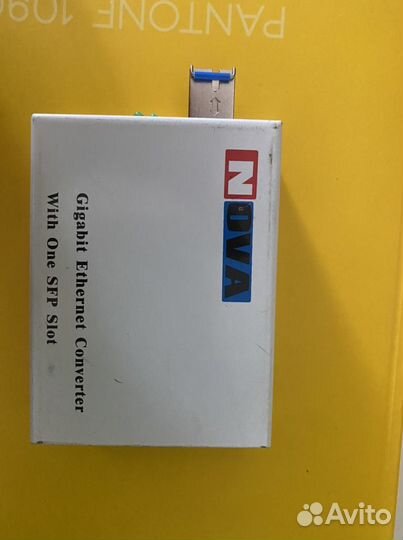 PANTONE 109
NOVA
Gigabit Ethernet Converter
With One SFP Slot
Avito